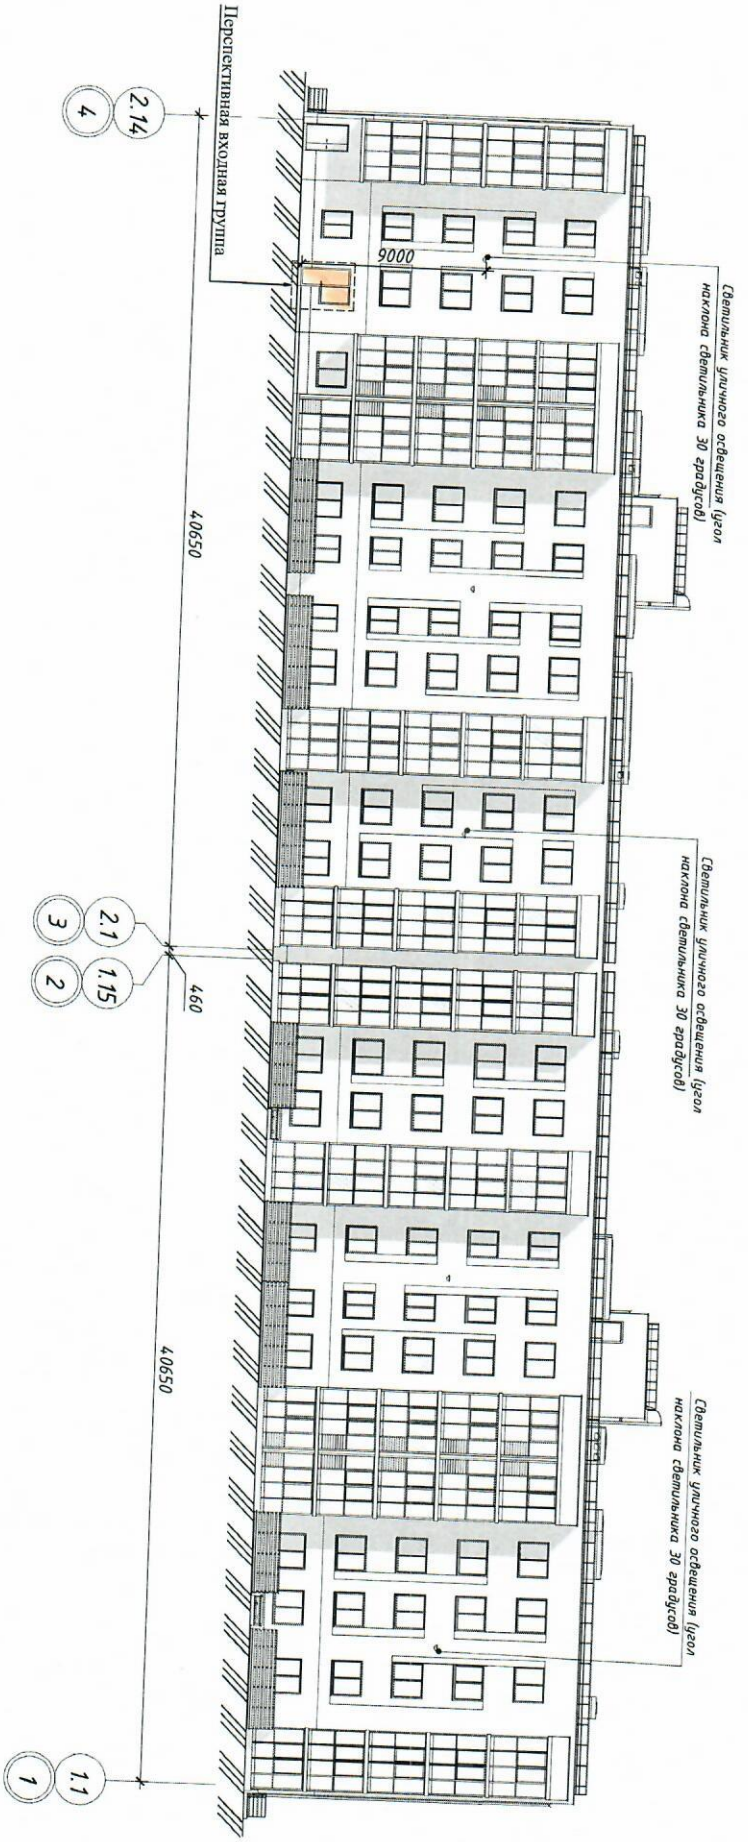 Светильник уличного освещения (угол
наклона светильника 30 градусов)
Светильник уличного освещения (угол
наклона светильника 30 градусов)
Светильник уличного освещения (угол
наклона светильника 30 градусов)
9000
Перспективная входная группа
40650
460
40650
2.14
4
2.1
3
1.15
2
1.1
1